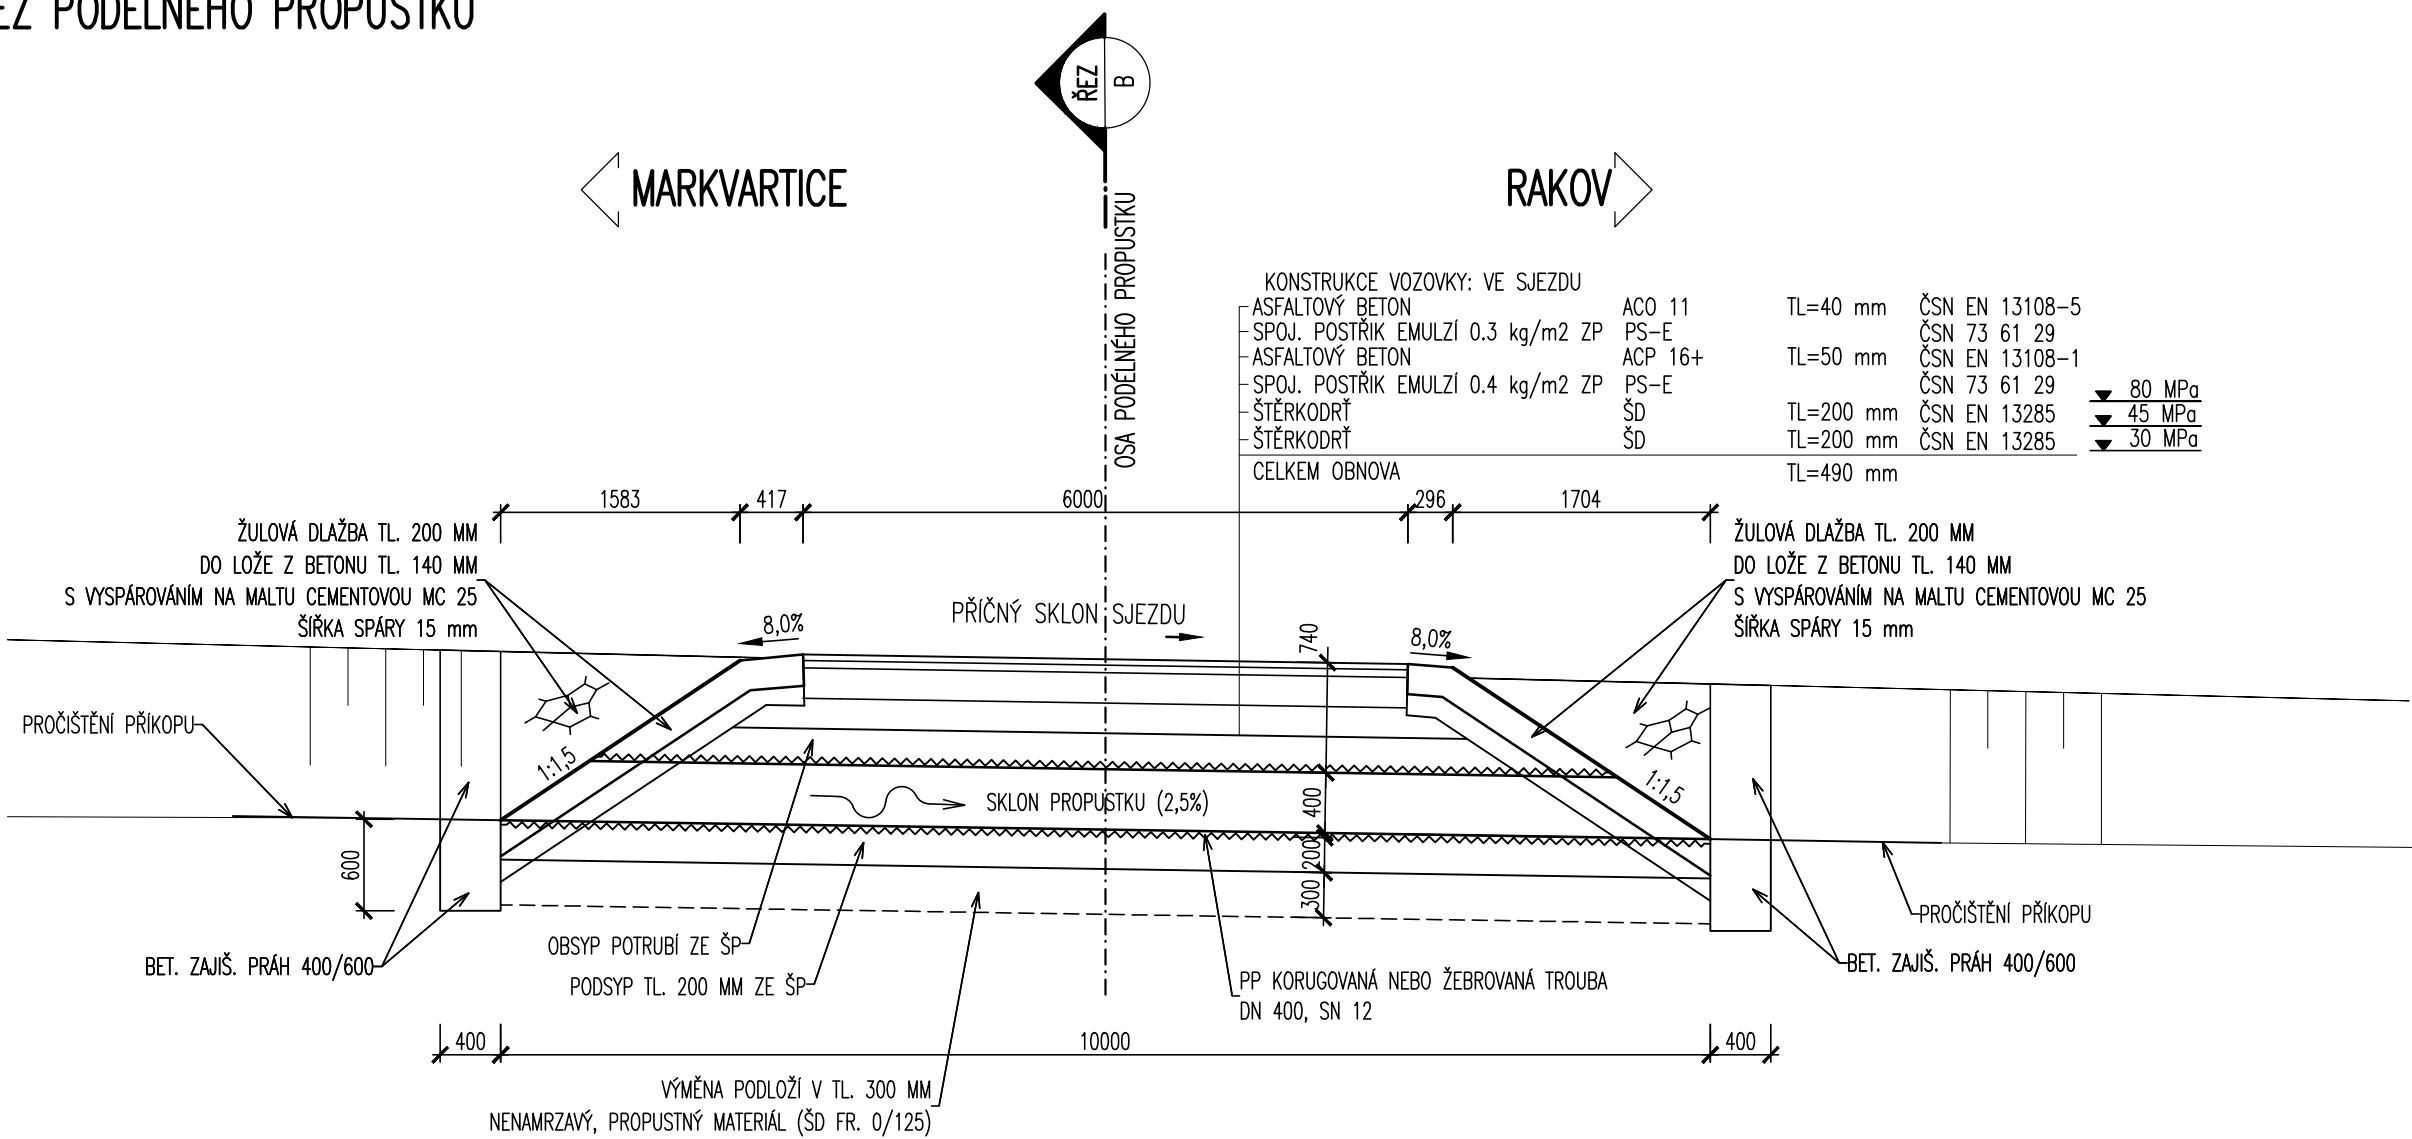 PODÉLNÉHO PROPUSTKU
ŘEZ
B
MARKVARTICE
RAKOV
OSA PODÉLNÉHO PROPUSTKU
KONSTRUKCE VOZOVKY: VE SJEZDU
ASFALTOVÝ BETON ACO 11 TL=40 mm ČSN EN 13108-5
SPOJ. POSTŘIK EMULZÍ 0.3 kg/m2 ZP PS-E ČSN 73 61 29
ASFALTOVÝ BETON ACP 16+ TL=50 mm ČSN EN 13108-1
SPOJ. POSTŘIK EMULZÍ 0.4 kg/m2 ZP PS-E ČSN 73 61 29 80 MPa
ŠTĚRKODRŤ ŠD TL=200 mm ČSN EN 13285 45 MPa
ŠTĚRKODRŤ ŠD TL=200 mm ČSN EN 13285 30 MPa
CELKEM OBNOVA TL=490 mm
1583 417 6000 296 1704
ŽULOVÁ DLAŽBA TL. 200 MM
DO LOŽE Z BETONU TL. 140 MM
S VYSPÁROVÁNÍM NA MALTU CEMENTOVOU MC 25
ŠÍŘKA SPÁRY 15 mm
ŽULOVÁ DLAŽBA TL. 200 MM
DO LOŽE Z BETONU TL. 140 MM
S VYSPÁROVÁNÍM NA MALTU CEMENTOVOU MC 25
ŠÍŘKA SPÁRY 15 mm
8,0%
PŘÍČNÝ SKLON SJEZDU
740
8,0%
PROČIŠTĚNÍ PŘÍKOPU
1:1,5
1:1,5
SKLON PROPUSTKU (2,5%)
400
200
300
600
PROČIŠTĚNÍ PŘÍKOPU
OBSYP POTRUBÍ ZE ŠP
BET. ZAJIŠ. PRÁH 400/600
BET. ZAJIŠ. PRÁH 400/600
PODSYP TL. 200 MM ZE ŠP
PP KORUGOVANÁ NEBO ŽEBROVANÁ TROUBA
DN 400, SN 12
400 10000 400
VÝMĚNA PODLOŽÍ V TL. 300 MM
NENAMRZAVÝ, PROPUSTNÝ MATERIÁL (ŠD FR. 0/125)